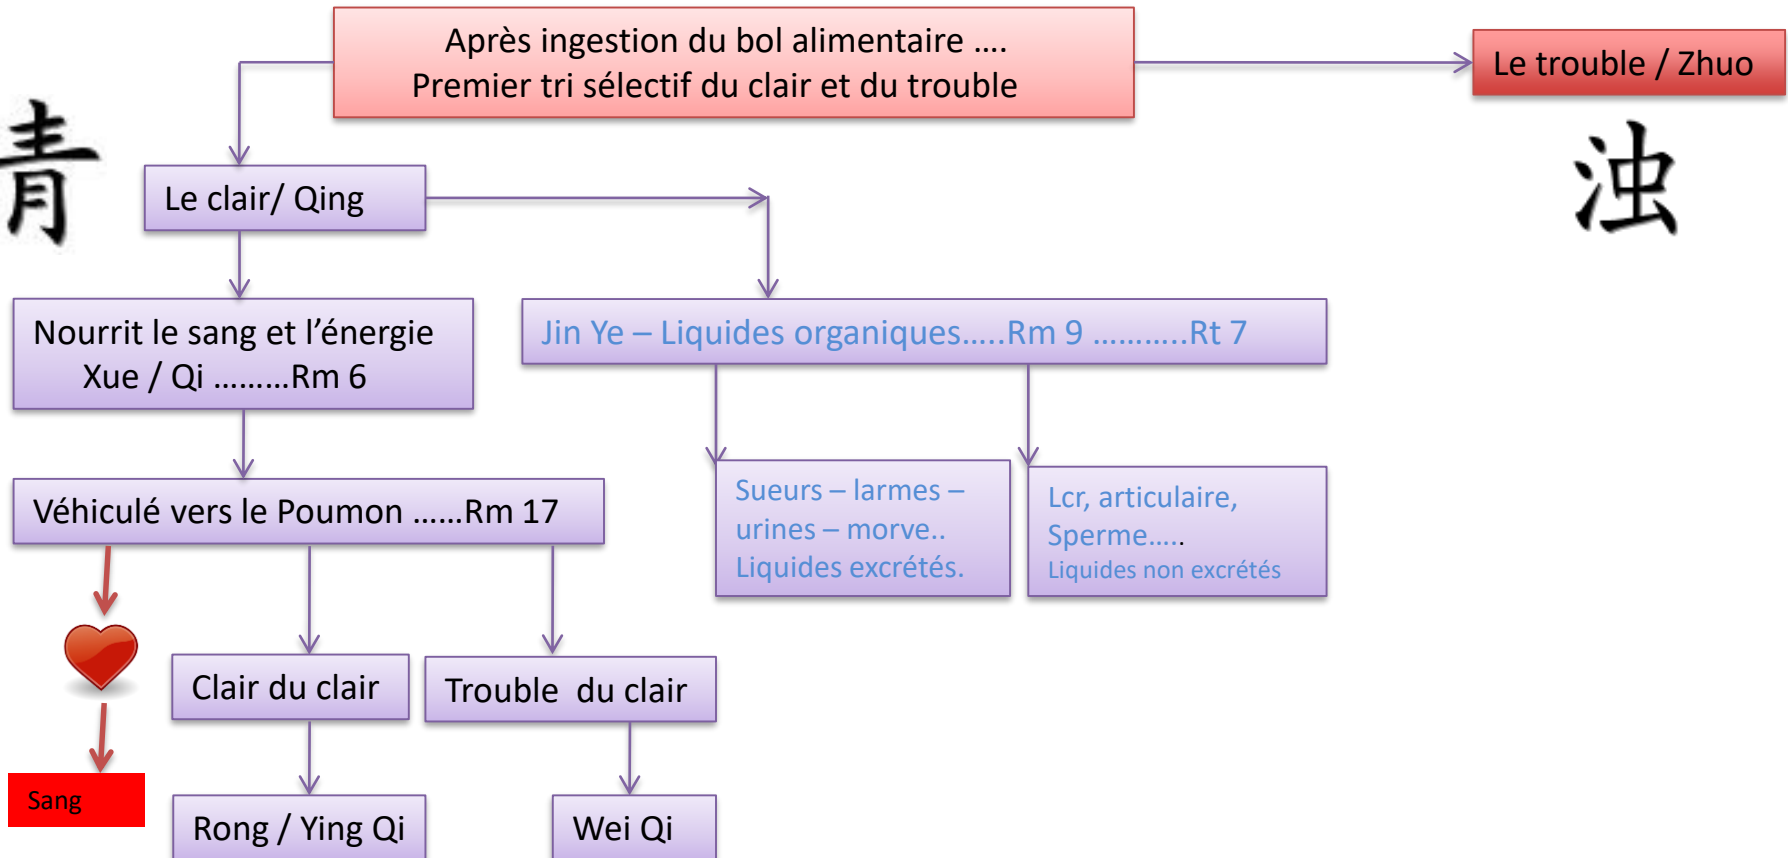 Après ingestion du bol alimentaire ....
Premier tri sélectif du clair et du trouble
Le trouble / Zhuo
青
浊
Le clair/ Qing
Nourrit le sang et l’énergie
Xue / Qi .........Rm 6
Jin Ye – Liquides organiques.....Rm 9 ...........Rt 7
Véhiculé vers le Poumon ......Rm 17
Sueurs – larmes –
urines – morve..
Liquides excrétés.
Lcr, articulaire,
Sperme.....
Liquides non excrétés
Clair du clair
Trouble du clair
Sang
Rong / Ying Qi
Wei Qi